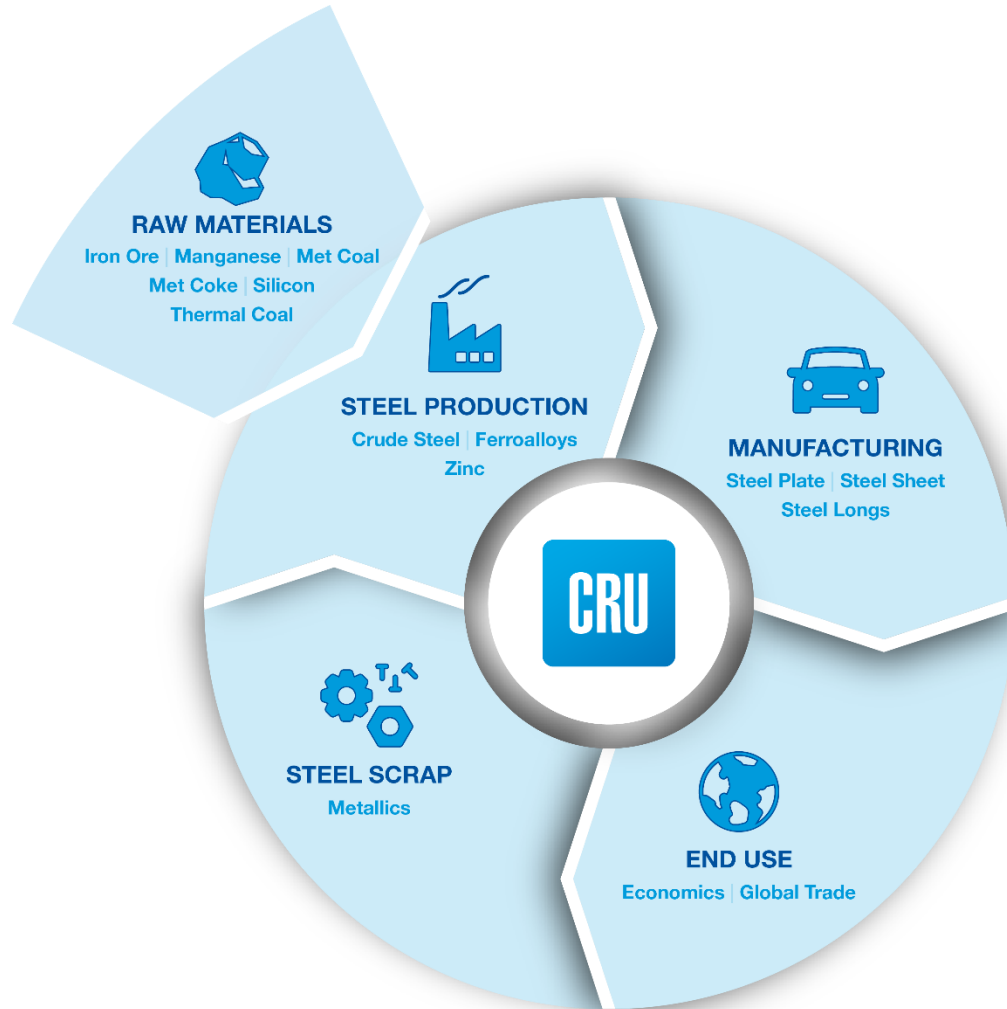 RAW MATERIALS
Iron Ore | Manganese | Met Coal
Met Coke | Silicon
Thermal Coal
STEEL PRODUCTION
Crude Steel | Ferroalloys
Zinc
MANUFACTURING
Steel Plate | Steel Sheet
Steel Longs
CRU
STEEL SCRAP
Metallics
END USE
Economics | Global Trade